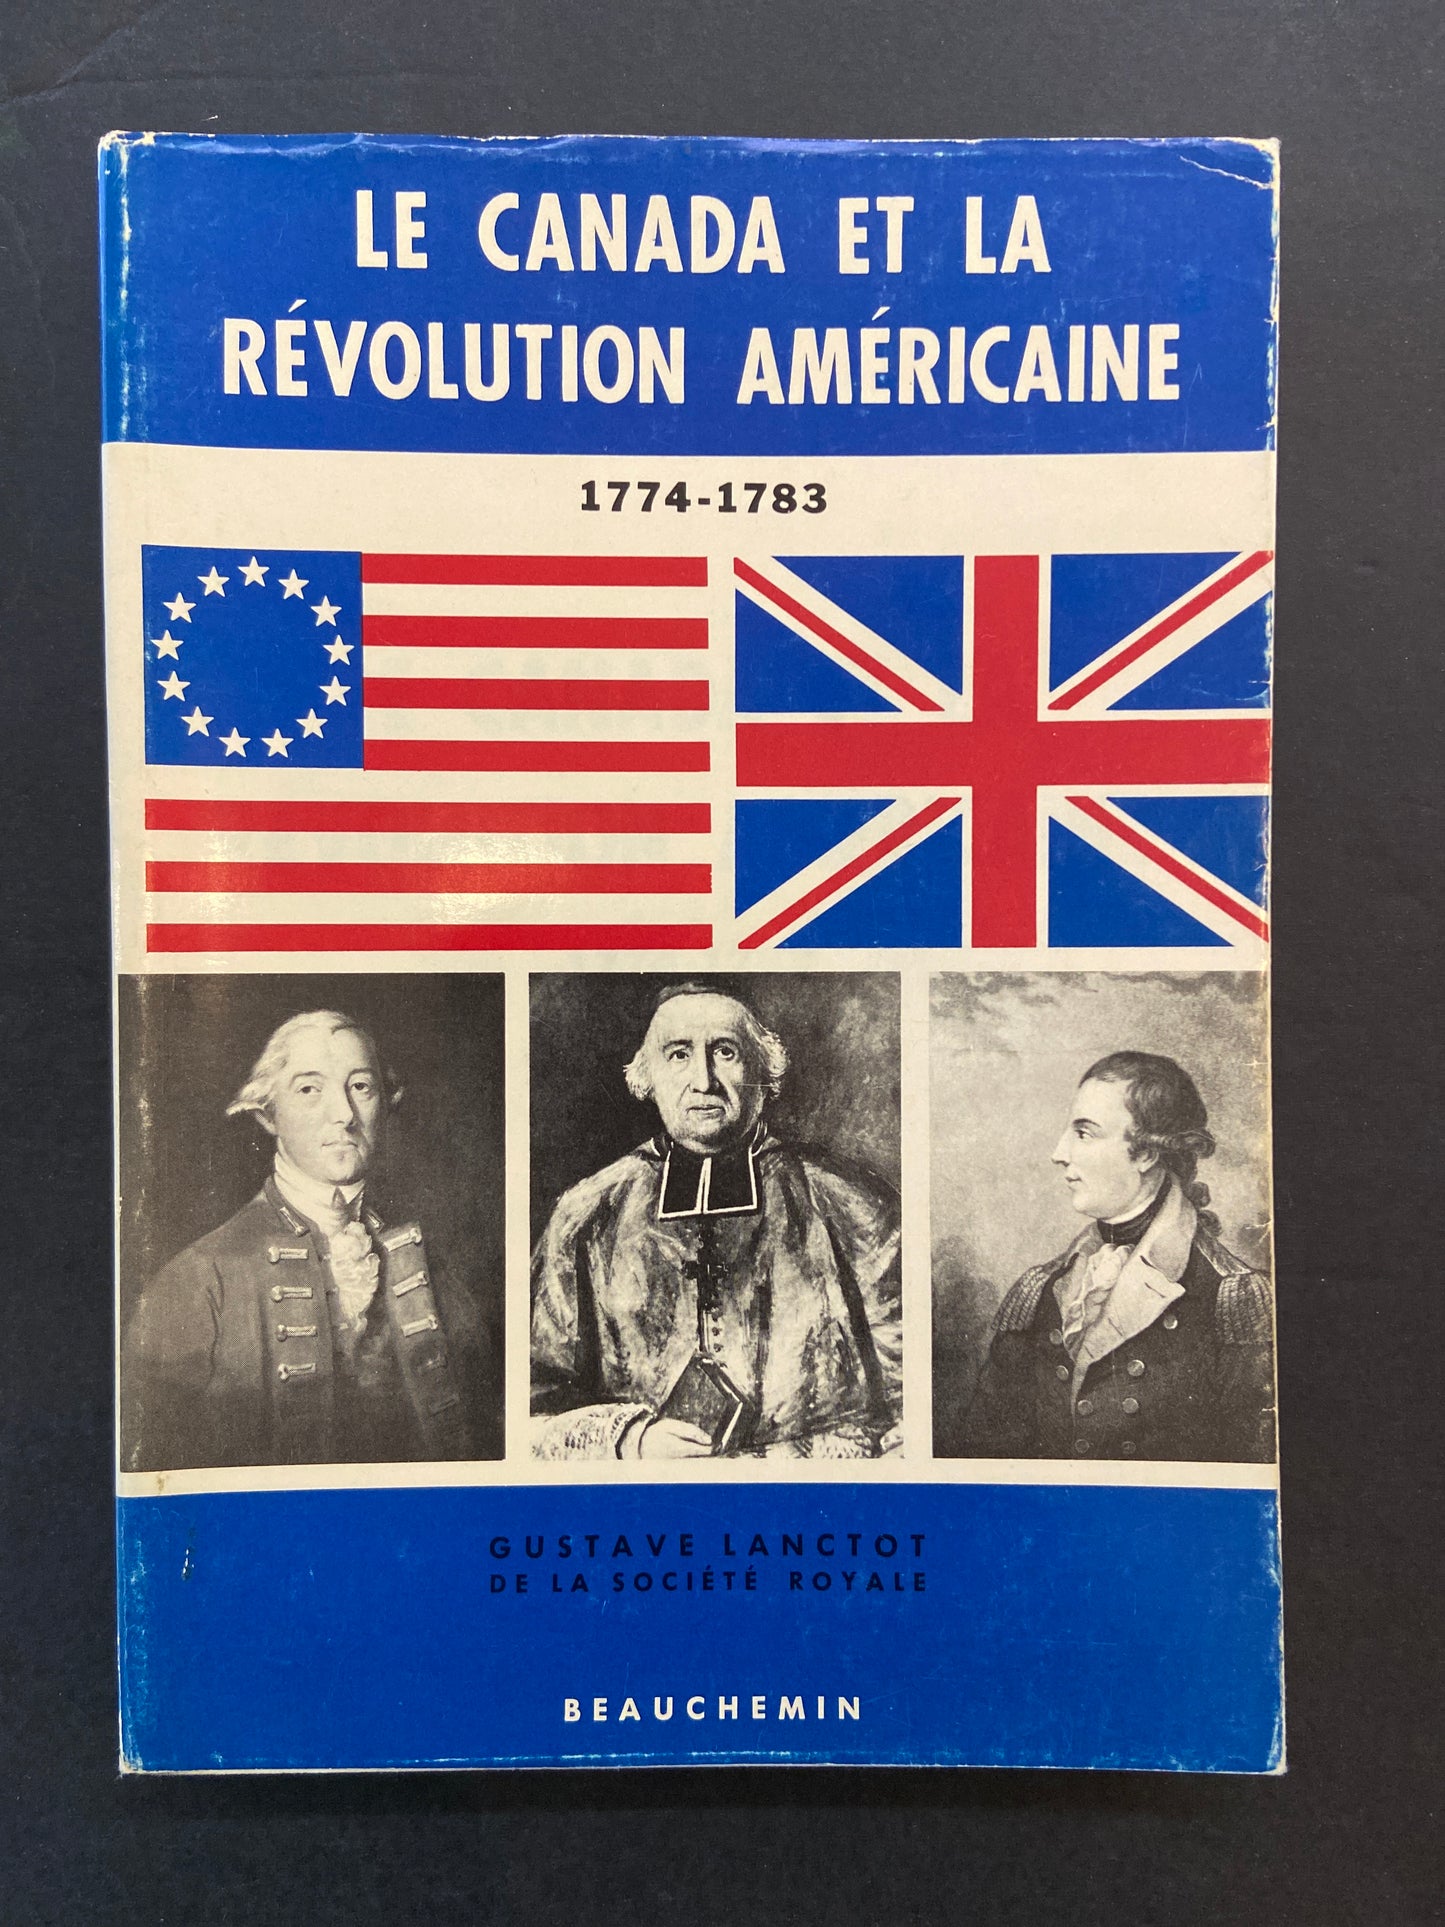 LE CANADA ET LA
RÉVOLUTION AMÉRICAINE
1774-1783
GUSTAVE LANCTOT
DE LA SOCIÉTÉ ROYALE
BEAUCHEMIN